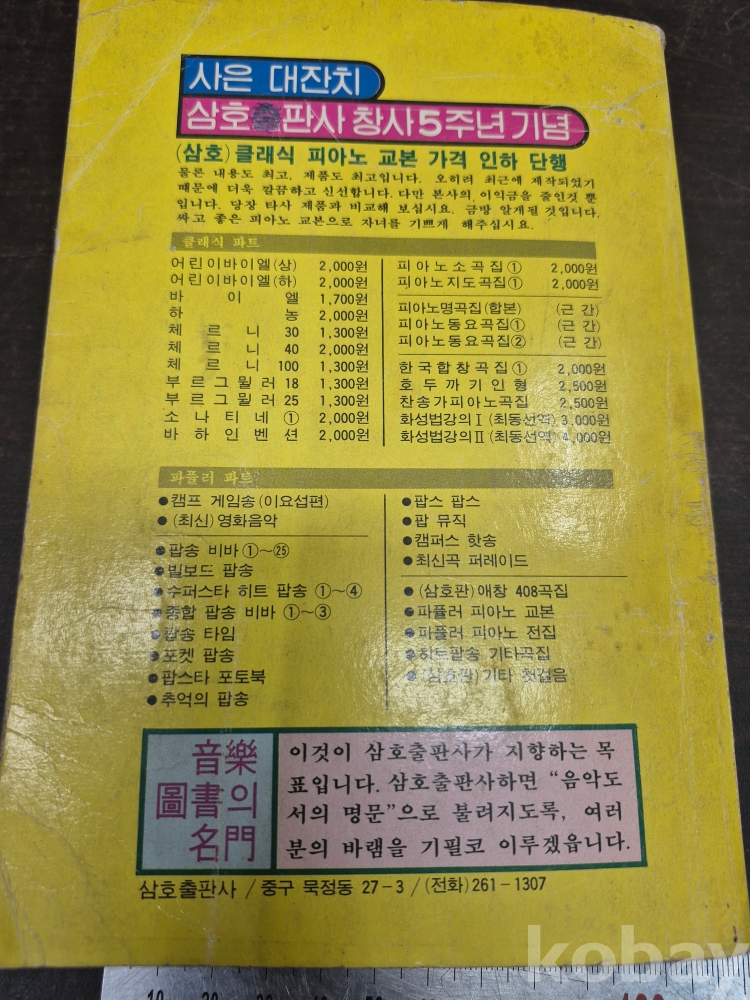 사은 대잔치
삼호출판사 창사5주년기념
(삼호) 클래식 피아노 교본 가격 인하 단행
물론 내용도 최고, 제품도 최고입니다. 오히려 최근에 제작되었기
때문에 더욱 깔끔하고 신선합니다. 다만 본사의 이익금을 줄인것 뿐
입니다. 당장 타사 제품과 비교해 보십시요. 금방 알게될 것입니다.
싸고 좋은 피아노 교본으로 자녀를 기쁘게 해주십시요.
클래식 파트
어린이바이엘(상) 2,000원
어린이바이엘(하) 2,000원
바이엘 1,700원
하농 2,000원
체르니 30 1,300원
체르니 40 2,000원
체르니 100 1,300원
부르그뮐러 18 1,300원
부르그뮐러 25 1,300원
소나티네 ① 2,000원
바하인벤션 2,000원
피아노소곡집① 2,000원
피아노지도곡집① 2,000원
피아노명곡집(합본) (근 간)
피아노동요곡집① (근 간)
피아노동요곡집② (근 간)
한국합창곡집① 2,000원
호두까기인형 2,500원
찬송가피아노곡집 2,500원
화성법강의Ⅰ(최동선역) 3,000원
화성법강의Ⅱ(최동선역) 4,000원
파퓰러 파트
●캠프 게임송(이요섭편)
●(최신)영화음악
●팝송 비바①~㉕
●빌보드 팝송
●수퍼스타 히트 팝송 ①~④
●종합 팝송 비바 ①~③
●팝송 타임
●포켓 팝송
●팝스타 포토북
●추억의 팝송
●팝스 팝스
●팝 뮤직
●캠퍼스 핫송
●최신곡 퍼레이드
●(삼호판)애창 408곡집
●파퓰러 피아노 교본
●파퓰러 피아노 전집
●히트팝송 기타곡집
●(삼호판)기타 첫걸음
音樂
圖書의
名門
이것이 삼호출판사가 지향하는 목
표입니다. 삼호출판사하면 “음악도
서의 명문”으로 불려지도록, 여러
분의 바램을 기필코 이루겠읍니다.
삼호출판사 / 중구 묵정동 27-3 / (전화)261-1307
kobay